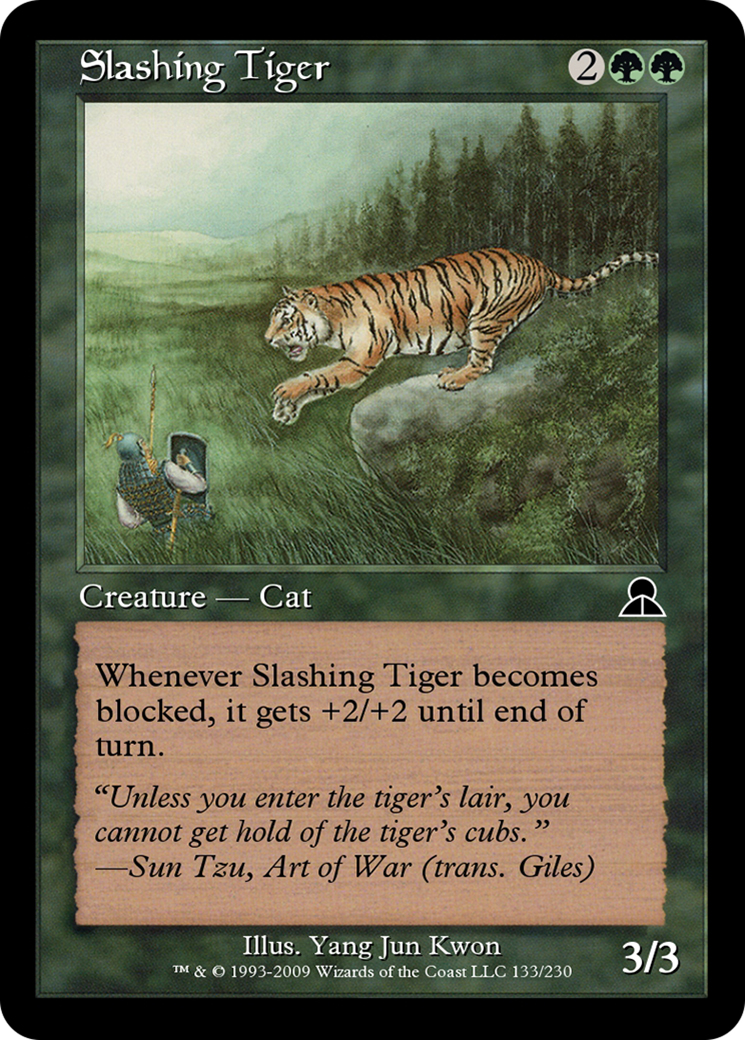 Slashing Tiger 2
Creature — Cat
Whenever Slashing Tiger becomes
blocked, it gets +2/+2 until end of
turn.
“Unless you enter the tiger’s lair, you
cannot get hold of the tiger’s cubs.”
—Sun Tzu, Art of War (trans. Giles)
Illus. Yang Jun Kwon
™ & © 1993-2009 Wizards of the Coast LLC 133/230
3/3